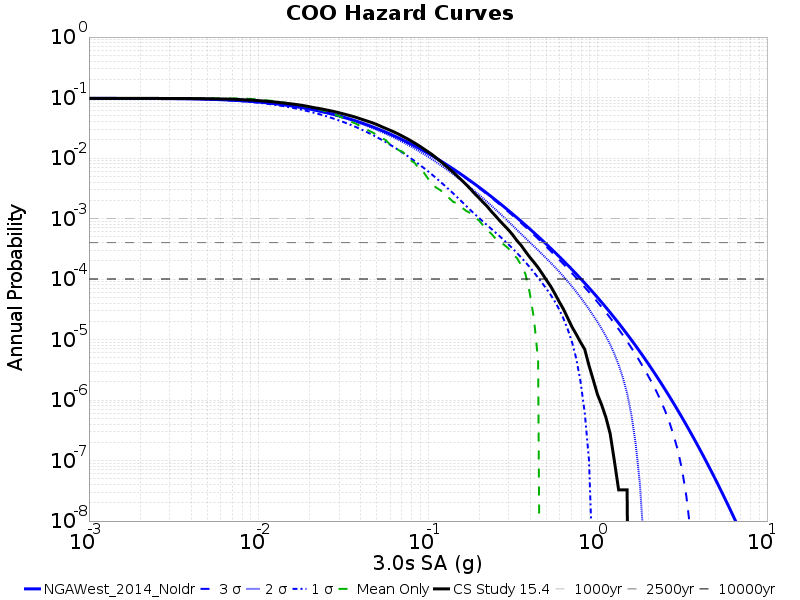 COO Hazard Curves
10^0
10^-1
10^-2
10^-3
10^-4
10^-5
10^-6
10^-7
10^-8
Annual Probability
10^-3 10^-2 10^-1 10^0 10^1
3.0s SA (g)
NGAWest_2014_NoIdr 3 σ 2 σ 1 σ Mean Only CS Study 15.4 1000yr 2500yr 10000yr